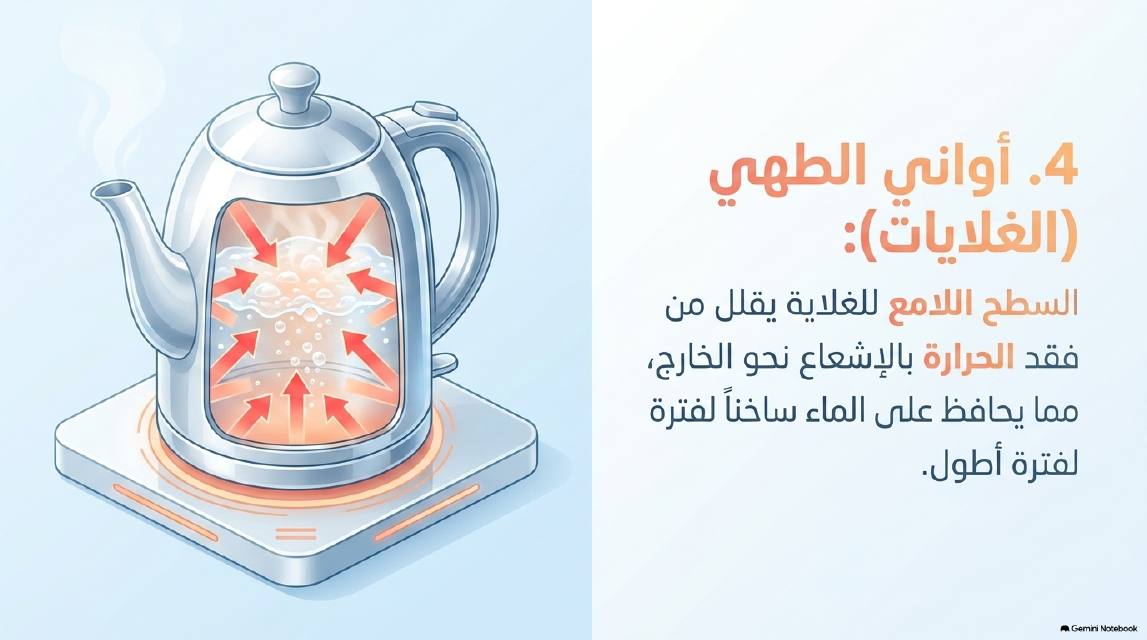 4. أواني الطهي
(الغلايات):
السطح اللامع للغلاية يقلل من
فقد الحرارة بالإشعاع نحو الخارج،
مما يحافظ على الماء ساخناً لفترة
لفترة أطول.
Gemini Notebook